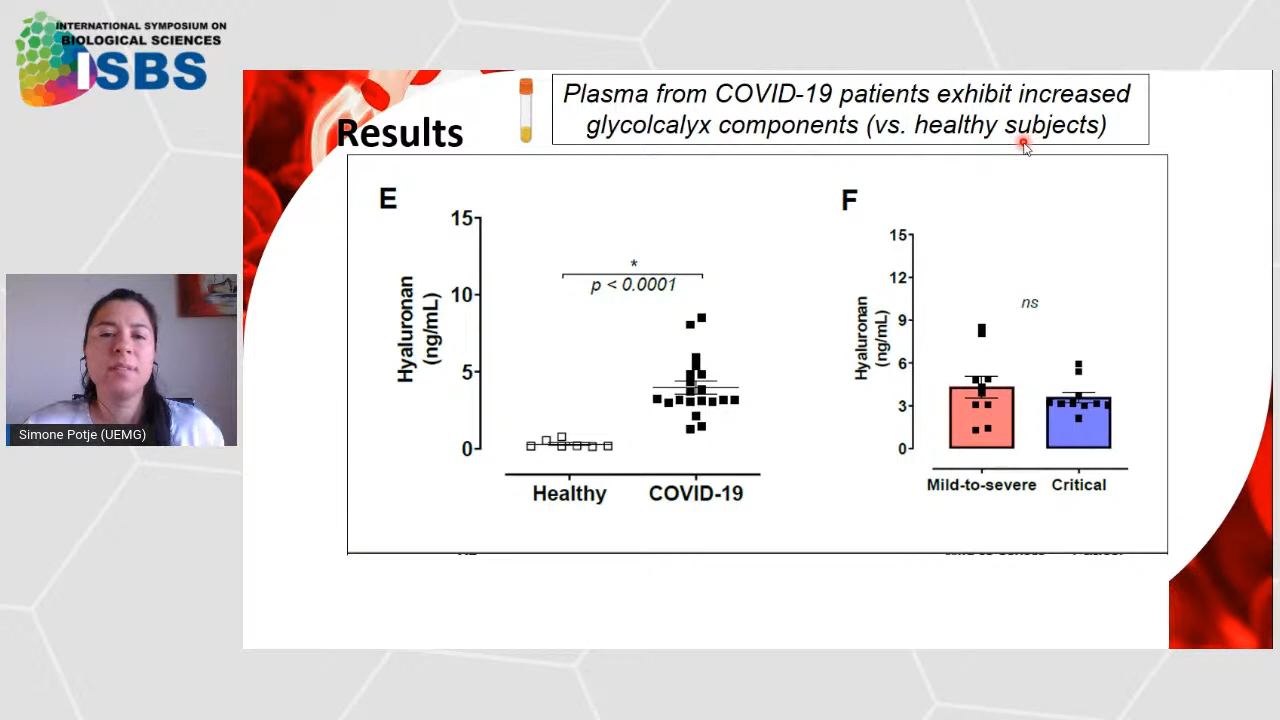 INTERNATIONAL SYMPOSIUM ON
BIOLOGICAL SCIENCES
ISBS
Plasma from COVID-19 patients exhibit increased
glycolcalyx components (vs. healthy subjects)
Results
E
15
10
5
0
Hyaluronan
(ng/mL)
*
p < 0.0001
Healthy
COVID-19
F
15
12
9
6
3
0
Hyaluronan
(ng/mL)
ns
Mild-to-severe
Critical
Simone Potje (UEMG)